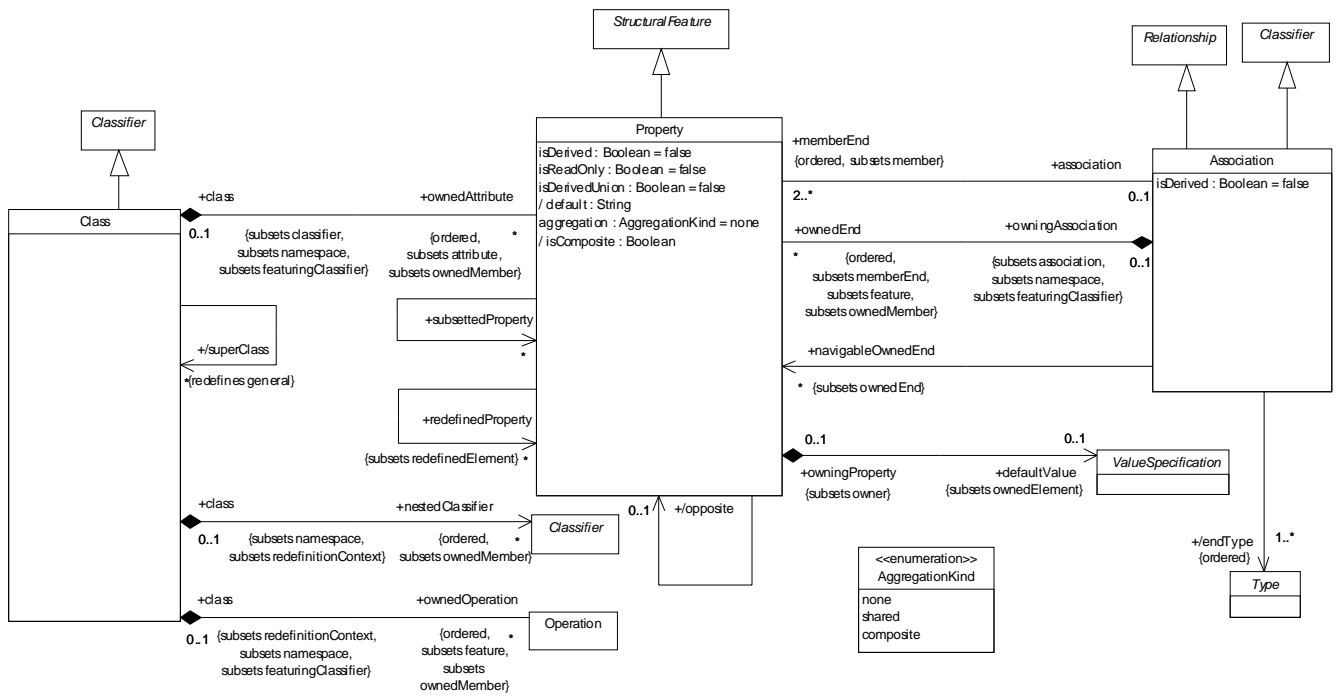 StructuralFeature
Relationship
Classifier
Classifier
Property
isDerived : Boolean = false
isReadOnly : Boolean = false
isDerivedUnion : Boolean = false
/ default : String
aggregation : AggregationKind = none
/ isComposite : Boolean
Association
isDerived : Boolean = false
Class
+memberEnd
{ordered, subsets member}
2..*
+association
0..1
+class
0..1
{subsets classifier,
subsets namespace,
subsets featuringClassifier}
+ownedAttribute
*
{ordered,
subsets attribute,
subsets ownedMember}
+ownedEnd
*
{ordered,
subsets memberEnd,
subsets feature,
subsets ownedMember}
+owningAssociation
0..1
{subsets association,
subsets namespace,
subsets featuringClassifier}
+subsettedProperty
*
+/superClass
*{redefines general}
+navigableOwnedEnd
* {subsets ownedEnd}
+redefinedProperty
{subsets redefinedElement} *
0..1
+owningProperty
{subsets owner}
0..1
+defaultValue
{subsets ownedElement}
ValueSpecification
+class
0..1
{subsets namespace,
subsets redefinitionContext}
+nestedClassifier
*
{ordered,
subsets ownedMember}
Classifier
0..1
+/opposite
+/endType
{ordered}
1..*
Type
<<enumeration>>
AggregationKind
none
shared
composite
+class
0..1
{subsets redefinitionContext,
subsets namespace,
subsets featuringClassifier}
+ownedOperation
*
{ordered,
subsets feature,
subsets
ownedMember}
Operation